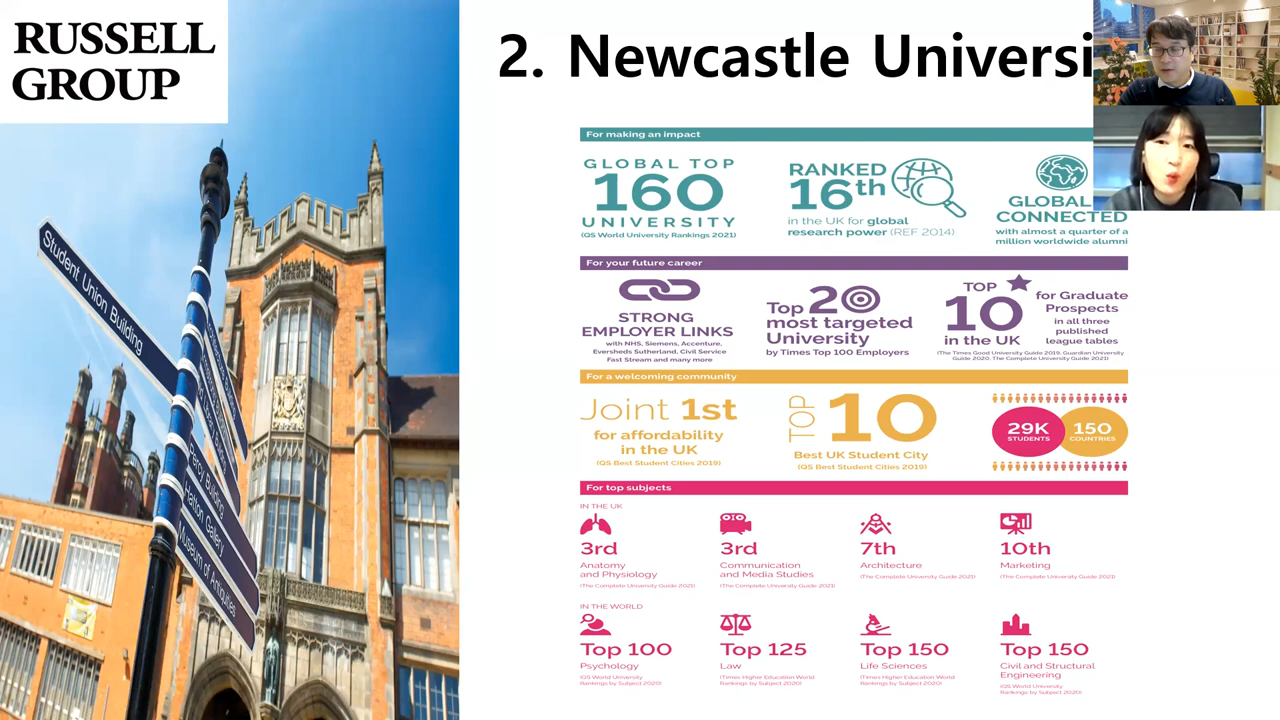 RUSSELL
GROUP
2. Newcastle Universi
Student Union Building
Percy Building
Hatton Gallery
Museum of Antiquities
For making an impact
GLOBAL TOP
160
UNIVERSITY
(QS World University Rankings 2021)
RANKED
16th
in the UK for global
research power (REF 2014)
GLOBAL
CONNECTED
with almost a quarter of a
million worldwide alumni
For your future career
STRONG
EMPLOYER LINKS
with NHS, Siemens, Accenture,
Eversheds Sutherland, Civil Service
Fast Stream and many more
Top 20
most targeted
University
by Times Top 100 Employers
TOP
10
in the UK
for Graduate
Prospects
in all three
published
league tables
(The Times Good University Guide 2019, Guardian University
Guide 2020, The Complete University Guide 2021)
For a welcoming community
Joint 1st
for affordability
in the UK
(QS Best Student Cities 2019)
TOP 10
Best UK Student City
(QS Best Student Cities 2019)
29K
STUDENTS
150
COUNTRIES
For top subjects
IN THE UK
3rd
Anatomy
and Physiology
(The Complete University Guide 2021)
3rd
Communication
and Media Studies
(The Complete University Guide 2021)
7th
Architecture
(The Complete University Guide 2021)
10th
Marketing
(The Complete University Guide 2021)
IN THE WORLD
Top 100
Psychology
(QS World University
Rankings by Subject 2020)
Top 125
Law
(Times Higher Education World
Rankings by Subject 2020)
Top 150
Life Sciences
(Times Higher Education World
Rankings by Subject 2020)
Top 150
Civil and Structural
Engineering
(QS World University
Rankings by Subject 2020)